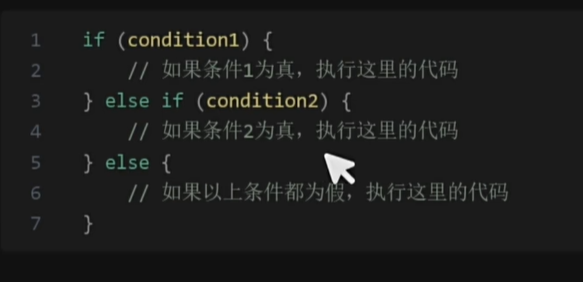 1 if (condition1) {
2 // 如果条件1为真，执行这里的代码
3 } else if (condition2) {
4 // 如果条件2为真，执行这里的代码
5 } else {
6 // 如果以上条件都为假，执行这里的代码
7 }